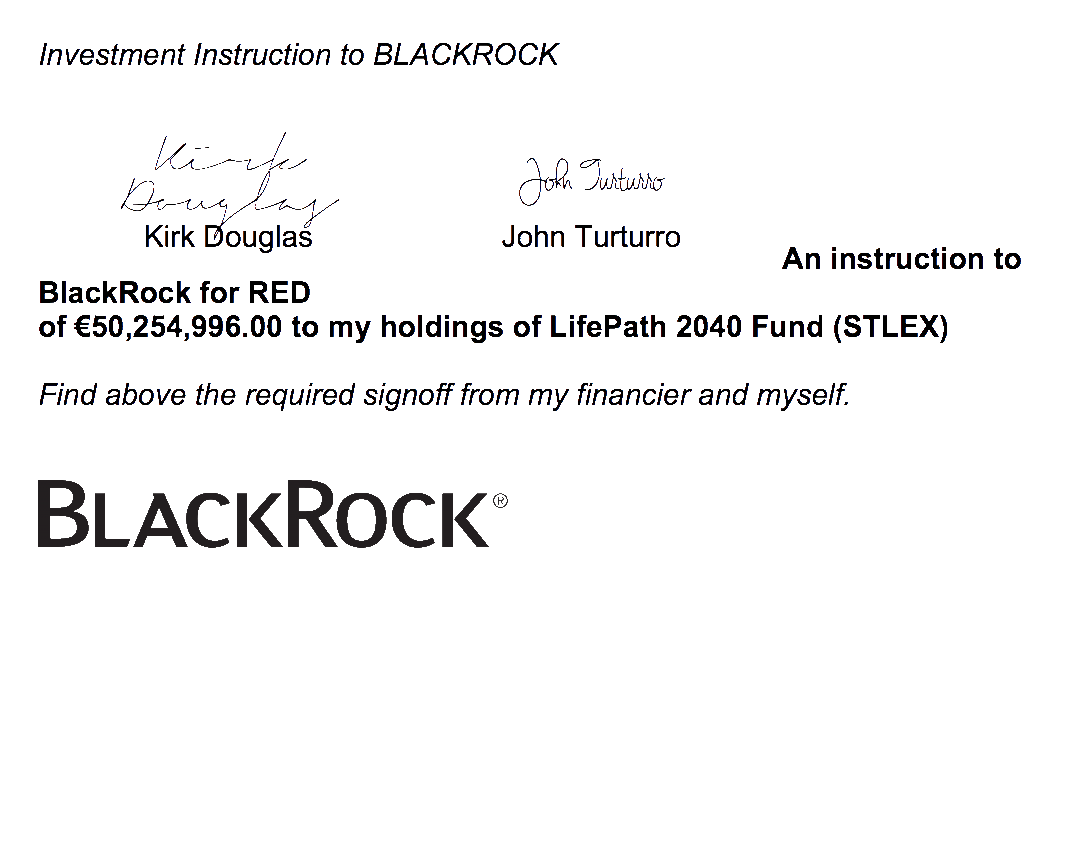 Investment Instruction to BLACKROCK
Kirk
Douglas
John Turturro
Kirk Douglas
John Turturro
An instruction to
BlackRock for RED
of €50,254,996.00 to my holdings of LifePath 2040 Fund (STLEX)
Find above the required signoff from my financier and myself.
BLACKROCK®